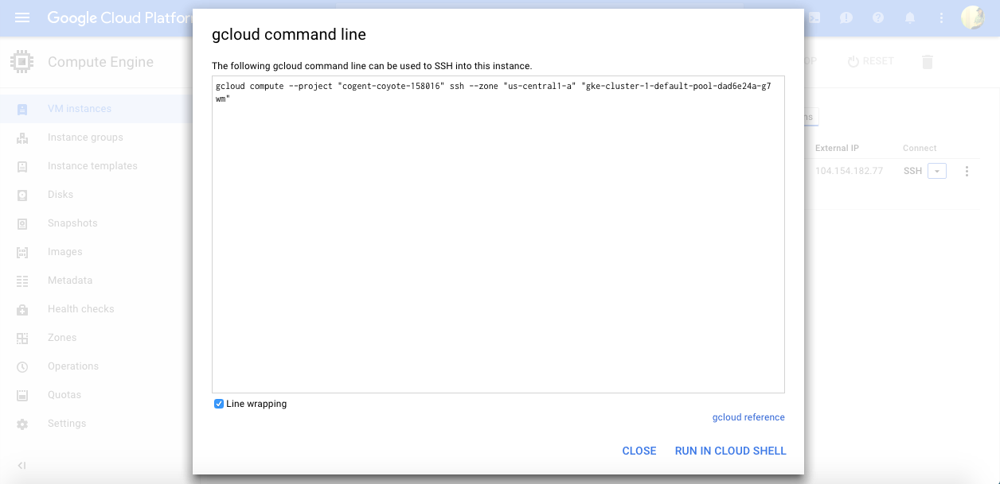 Google Cloud Platfor
gcloud command line
Compute Engine
The following gcloud command line can be used to SSH into this instance.
OP
RESET
gcloud compute --project "cogent-coyote-158016" ssh --zone "us-central1-a" "gke-cluster-1-default-pool-dad6e24a-g7
wm"
VM instances
ns
Instance groups
External IP
Connect
Instance templates
104.154.182.77
SSH
Disks
Snapshots
Images
Metadata
Health checks
Zones
Operations
Quotas
Settings
Line wrapping
gcloud reference
CLOSE
RUN IN CLOUD SHELL